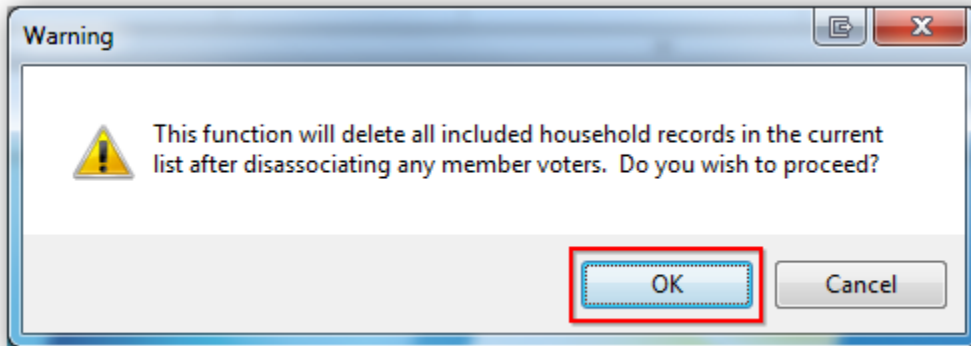 Warning
This function will delete all included household records in the current
list after disassociating any member voters.  Do you wish to proceed?
OK
Cancel